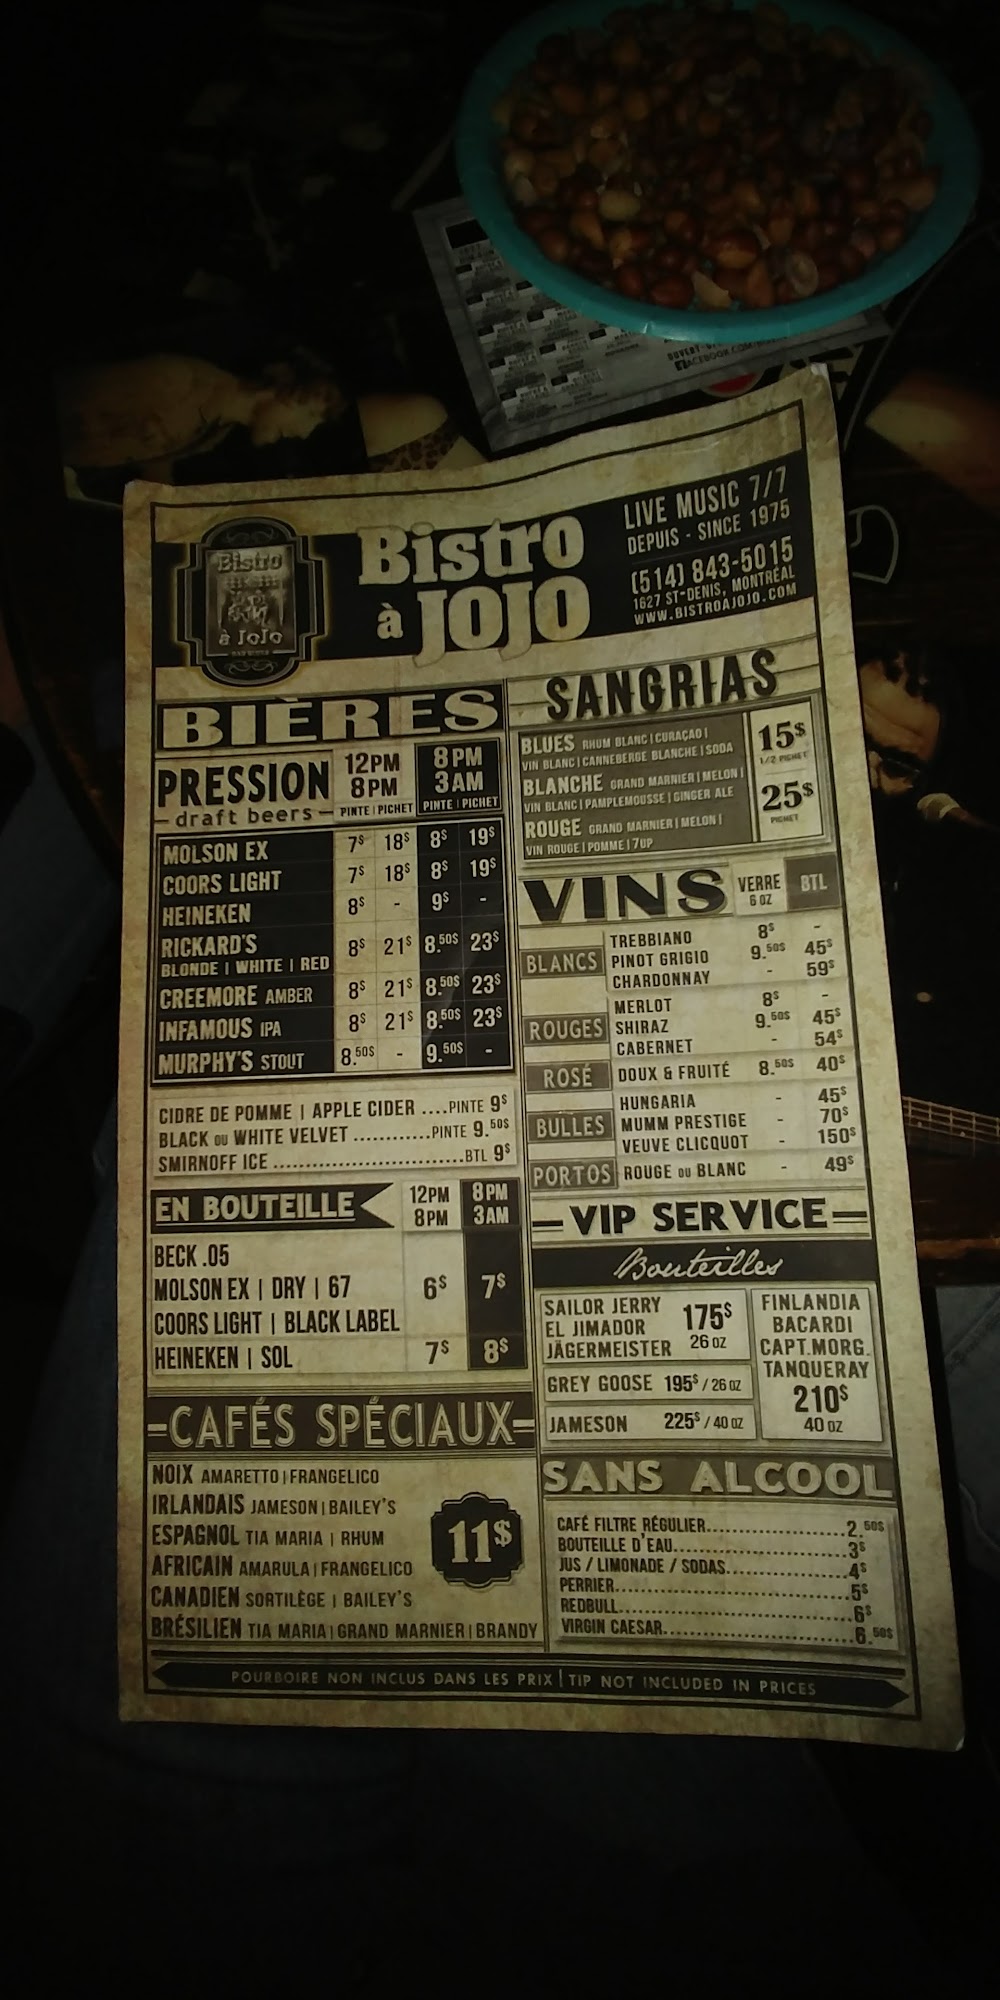 OUVERT-
FACEBOOK.COM/
Bistro
à JoJo
Bistro
à JOJO
LIVE MUSIC 7/7
DEPUIS - SINCE 1975
(514) 843-5015
1627 ST-DENIS, MONTRÉAL
WWW.BISTROAJOJO.COM
BIÈRES
PRESSION 12PM 8PM 8PM 3AM
draft beers PINTE | PICHET PINTE | PICHET
MOLSON EX 7$ 18$ 8$ 19$
COORS LIGHT 7$ 18$ 8$ 19$
HEINEKEN 8$ - 9$ -
RICKARD'S 8$ 21$ 8.50$ 23$
BLONDE | WHITE | RED
CREEMORE AMBER 8$ 21$ 8.50$ 23$
INFAMOUS IPA 8$ 21$ 8.50$ 23$
MURPHY'S STOUT 8.50$ - 9.50$ -
CIDRE DE POMME | APPLE CIDER ....PINTE 9$
BLACK OU WHITE VELVET ............PINTE 9.50$
SMIRNOFF ICE ..............................BTL 9$
EN BOUTEILLE 12PM 8PM 8PM 3AM
BECK .05
MOLSON EX | DRY | 67 6$ 7$
COORS LIGHT | BLACK LABEL
HEINEKEN | SOL 7$ 8$
-CAFÉS SPÉCIAUX-
NOIX AMARETTO | FRANGELICO
IRLANDAIS JAMESON | BAILEY'S
ESPAGNOL TIA MARIA | RHUM
AFRICAIN AMARULA | FRANGELICO
CANADIEN SORTILÈGE | BAILEY'S
BRÉSILIEN TIA MARIA | GRAND MARNIER | BRANDY
11$
SANGRIAS
BLUES RHUM BLANC | CURAÇAO |
VIN BLANC | CANNEBERGE BLANCHE | SODA
BLANCHE GRAND MARNIER | MELON |
VIN BLANC | PAMPLEMOUSSE | GINGER ALE
ROUGE GRAND MARNIER | MELON |
VIN ROUGE | POMME | 7UP
15$
1/2 PICHET
25$
PICHET
VINS VERRE 6 OZ BTL
BLANCS
TREBBIANO 8$ -
PINOT GRIGIO 9.50$ 45$
CHARDONNAY - 59$
ROUGES
MERLOT 8$ -
SHIRAZ 9.50$ 45$
CABERNET - 54$
ROSÉ DOUX & FRUITÉ 8.50$ 40$
BULLES
HUNGARIA - 45$
MUMM PRESTIGE - 70$
VEUVE CLICQUOT - 150$
PORTOS ROUGE OU BLANC - 49$
-VIP SERVICE-
Bouteilles
SAILOR JERRY
EL JIMADOR
JÄGERMEISTER
175$
26 OZ
GREY GOOSE 195$ / 26 OZ
JAMESON 225$ / 40 OZ
FINLANDIA
BACARDI
CAPT.MORG.
TANQUERAY
210$
40 OZ
SANS ALCOOL
CAFÉ FILTRE RÉGULIER....................2.50$
BOUTEILLE D'EAU.........................3$
JUS / LIMONADE / SODAS..................4$
PERRIER.................................5$
REDBULL.................................6$
VIRGIN CAESAR...........................6.50$
POURBOIRE NON INCLUS DANS LES PRIX | TIP NOT INCLUDED IN PRICES